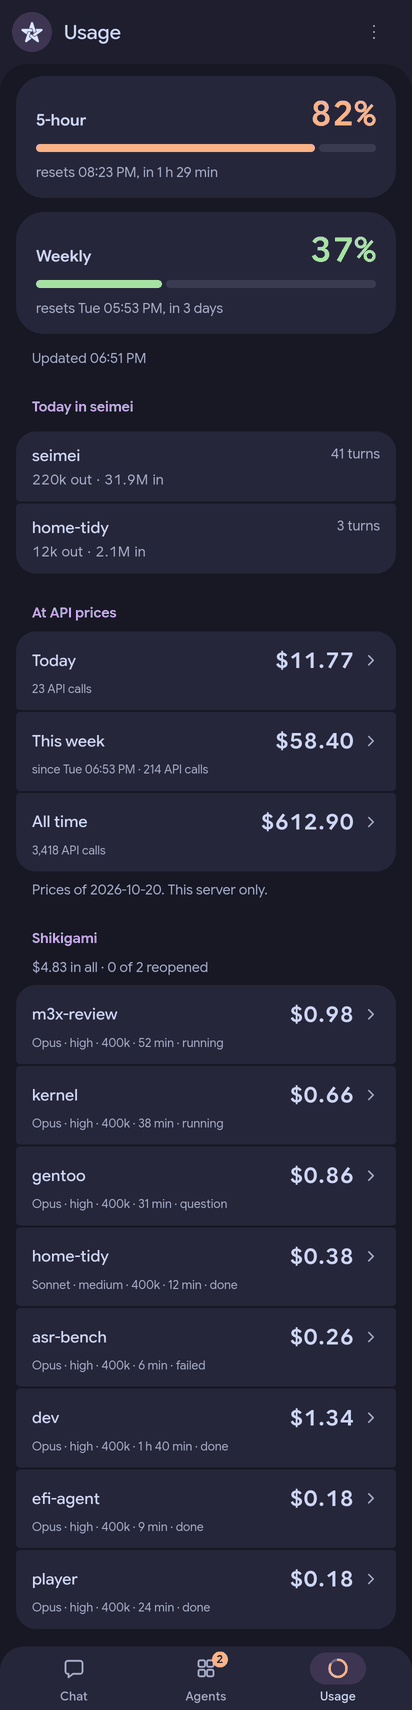 Usage
5-hour
82%
resets 08:23 PM, in 1 h 29 min
Weekly
37%
resets Tue 05:53 PM, in 3 days
Updated 06:51 PM
Today in seimei
seimei
41 turns
220k out · 31.9M in
home-tidy
3 turns
12k out · 2.1M in
At API prices
Today
$11.77
23 API calls
This week
$58.40
since Tue 06:53 PM · 214 API calls
All time
$612.90
3,418 API calls
Prices of 2026-10-20. This server only.
Shikigami
$4.83 in all · 0 of 2 reopened
m3x-review
$0.98
Opus · high · 400k · 52 min · running
kernel
$0.66
Opus · high · 400k · 38 min · running
gentoo
$0.86
Opus · high · 400k · 31 min · question
home-tidy
$0.38
Sonnet · medium · 400k · 12 min · done
asr-bench
$0.26
Opus · high · 400k · 6 min · failed
dev
$1.34
Opus · high · 400k · 1 h 40 min · done
efi-agent
$0.18
Opus · high · 400k · 9 min · done
player
$0.18
Opus · high · 400k · 24 min · done
2
Chat
Agents
Usage